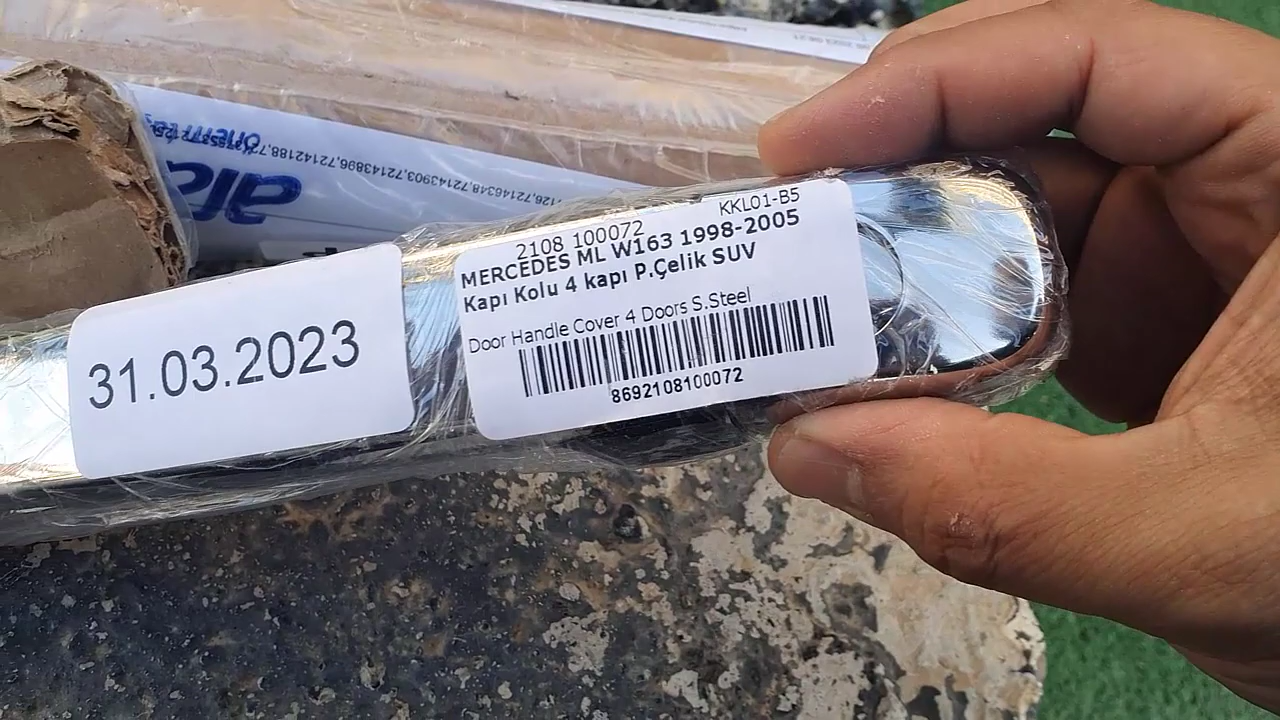 31.03.2023
KKL01-B5
2108 100072
MERCEDES ML W163 1998-2005
Kapı Kolu 4 kapı P.Çelik SUV
Door Handle Cover 4 Doors S.Steel
8692108100072